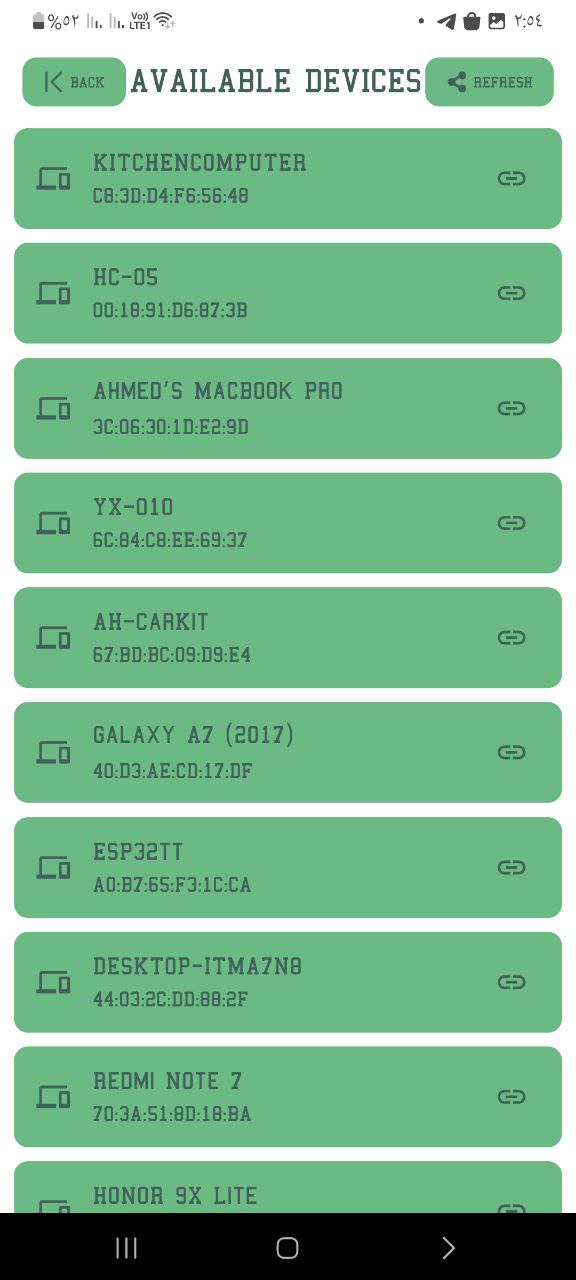 %٥٢ Vo)) LTE1 ٢:٥٤
BACK AVAILABLE DEVICES REFRESH
KITCHENCOMPUTER
C8:3D:D4:F6:56:48
HC-05
00:18:91:D6:87:3B
AHMED'S MACBOOK PRO
3C:06:30:1D:E2:9D
YX-010
6C:84:C8:EE:69:37
AH-CARKIT
67:BD:BC:09:D9:E4
GALAXY A7 (2017)
40:D3:AE:CD:17:DF
ESP32TT
A0:B7:65:F3:1C:CA
DESKTOP-ITMA7N8
44:03:2C:DD:88:2F
REDMI NOTE 7
70:3A:51:8D:18:BA
HONOR 9X LITE